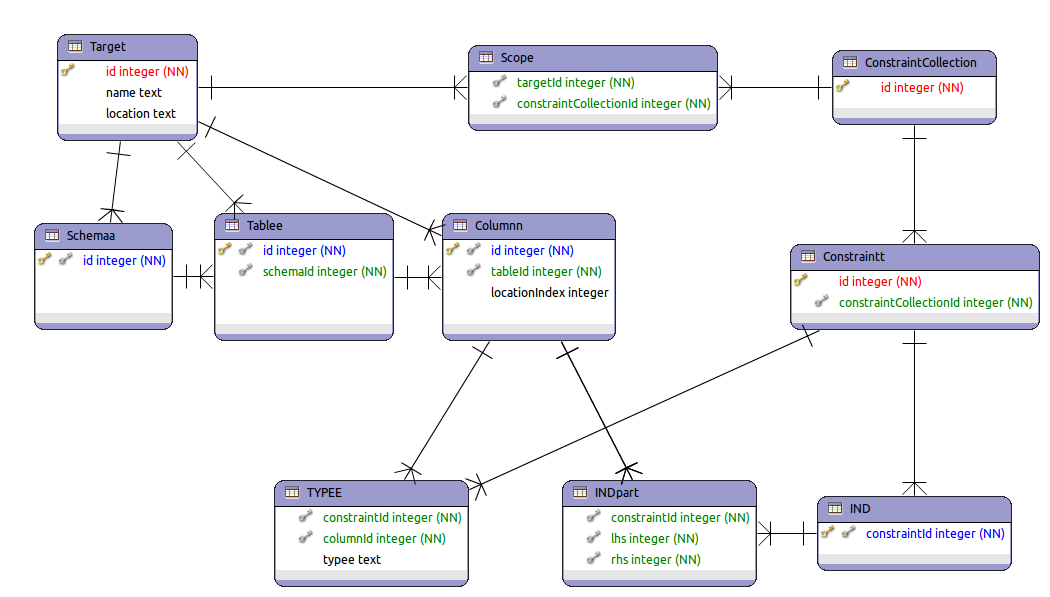 Target
id integer (NN)
name text
location text
Scope
targetId integer (NN)
constraintCollectionId integer (NN)
ConstraintCollection
id integer (NN)
Schemaa
id integer (NN)
Tablee
id integer (NN)
schemaId integer (NN)
Columnn
id integer (NN)
tableId integer (NN)
locationIndex integer
Constraintt
id integer (NN)
constraintCollectionId integer (NN)
TYPEE
constraintId integer (NN)
columnId integer (NN)
typee text
INDpart
constraintId integer (NN)
lhs integer (NN)
rhs integer (NN)
IND
constraintId integer (NN)